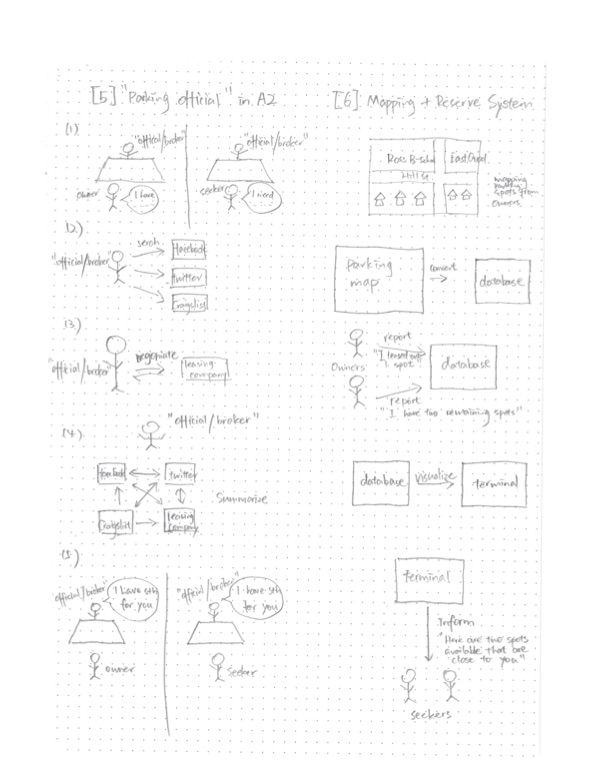 [5] "Parking official" in A2
(1)
"official/broker"
owner
I have
"official/broker"
seeker
I need
(2)
"official/broker"
serch
Facebook
twitter
Craigslist
(3)
"official/broker"
negotiate
leasing
company
(4)
"official/broker"
facebook
twitter
Craigslist
leasing
company
Summarize
(5)
official/broker"
I have sth
for you
owner
"official/broker"
I have sth
for you
Seeker
[6] Mapping + Reserve System
Ross B-school
East Quad
Hill St.
mapping
parking
spots from
owners
Parking
map
convert
database
Owners
report
"I leased out
1 spot"
database
report
"I have two remaining spots"
database
visualize
terminal
terminal
Inform
"Here are two spots
available that are
close to you"
seekers